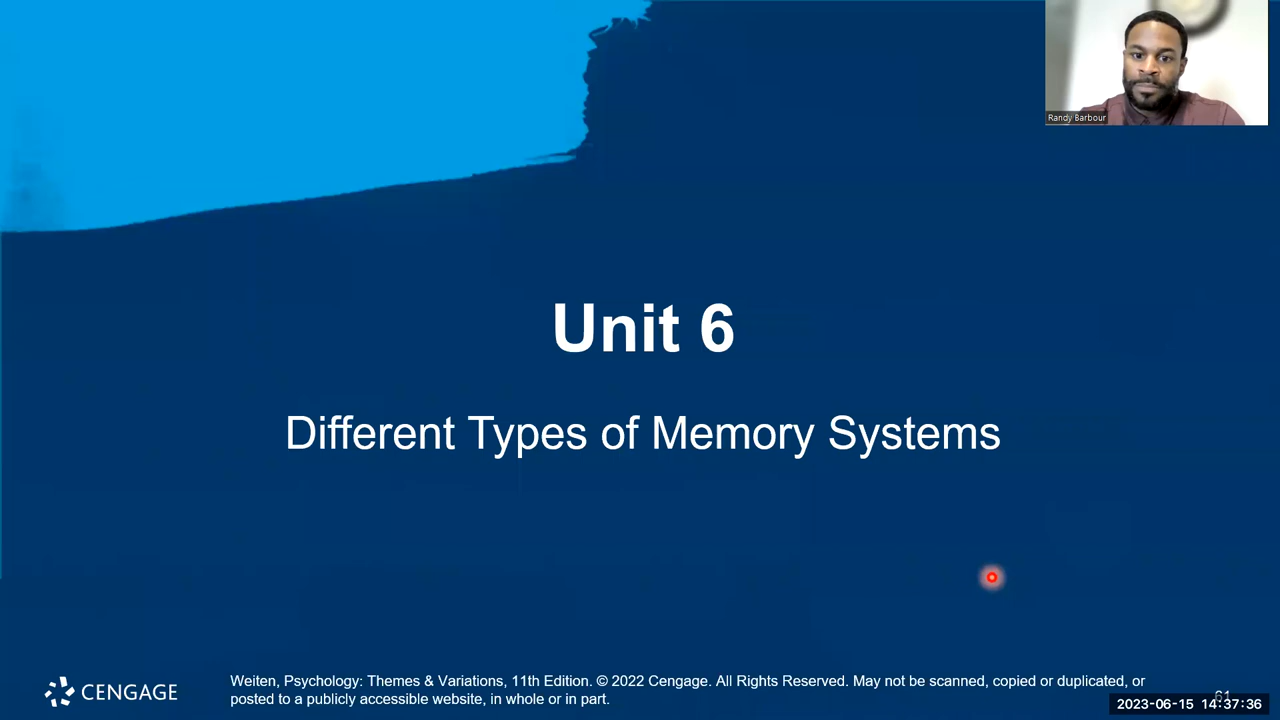 Randy Barbour
Unit 6
Different Types of Memory Systems
CENGAGE
Weiten, Psychology: Themes & Variations, 11th Edition. © 2022 Cengage. All Rights Reserved. May not be scanned, copied or duplicated, or
posted to a publicly accessible website, in whole or in part.
61
2023-06-15 14:37:36